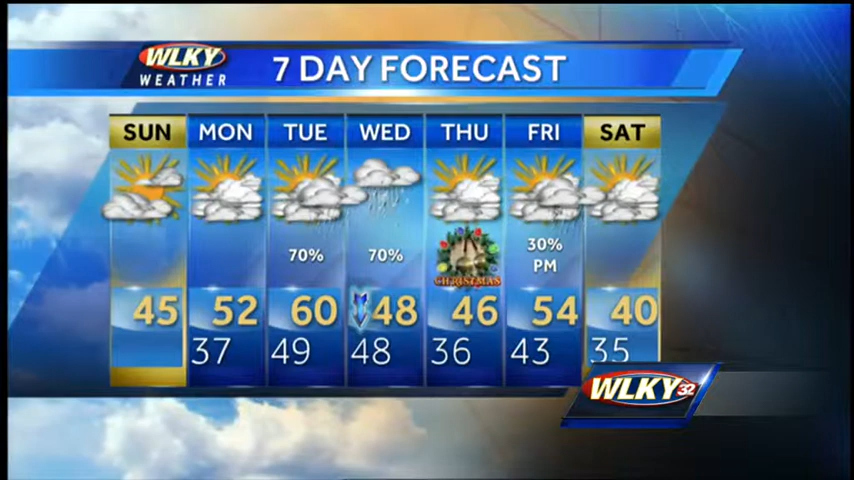 WLKY
WEATHER
7 DAY FORECAST
SUN MON TUE WED THU FRI SAT
70% 70% 30%
PM
CHRISTMAS
45 52 60 48 46 54 40
37 49 48 36 43 35
WLKY 32